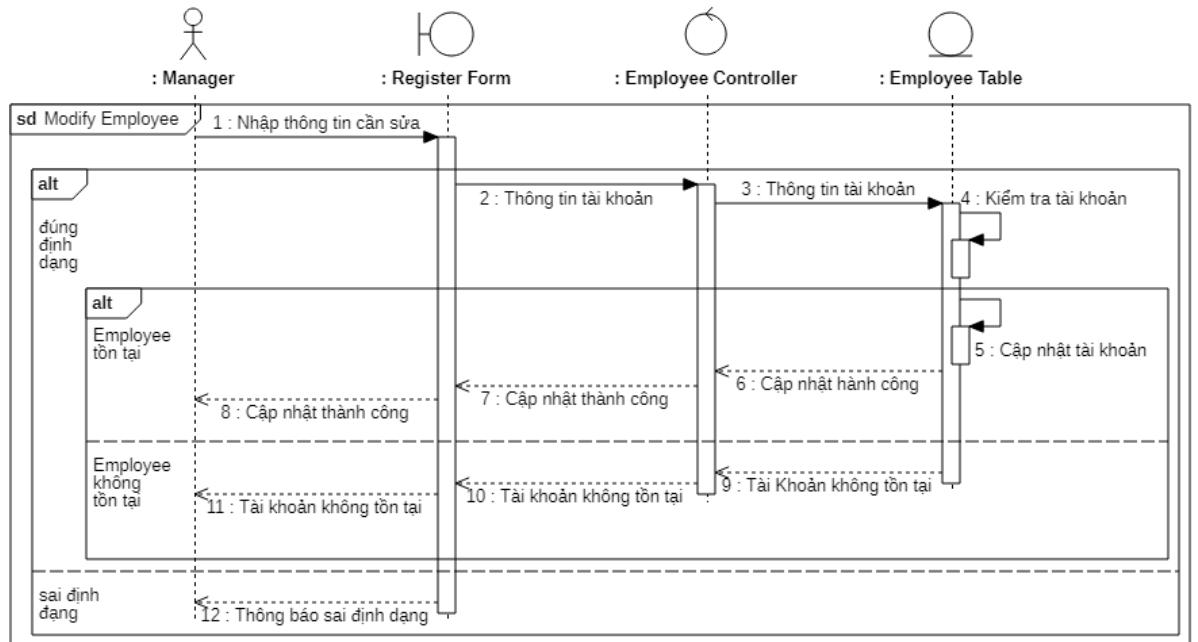 : Manager
: Register Form
: Employee Controller
: Employee Table
sd Modify Employee
1 : Nhập thông tin cần sửa
alt
đúng
định
dạng
2 : Thông tin tài khoản
3 : Thông tin tài khoản
4 : Kiểm tra tài khoản
alt
Employee
tồn tại
5 : Cập nhật tài khoản
6 : Cập nhật hành công
7 : Cập nhật thành công
8 : Cập nhật thành công
Employee
không
tồn tại
9 : Tài Khoản không tồn tại
10 : Tài khoản không tồn tại
11 : Tài khoản không tồn tại
sai định
đạng
12 : Thông báo sai định dạng